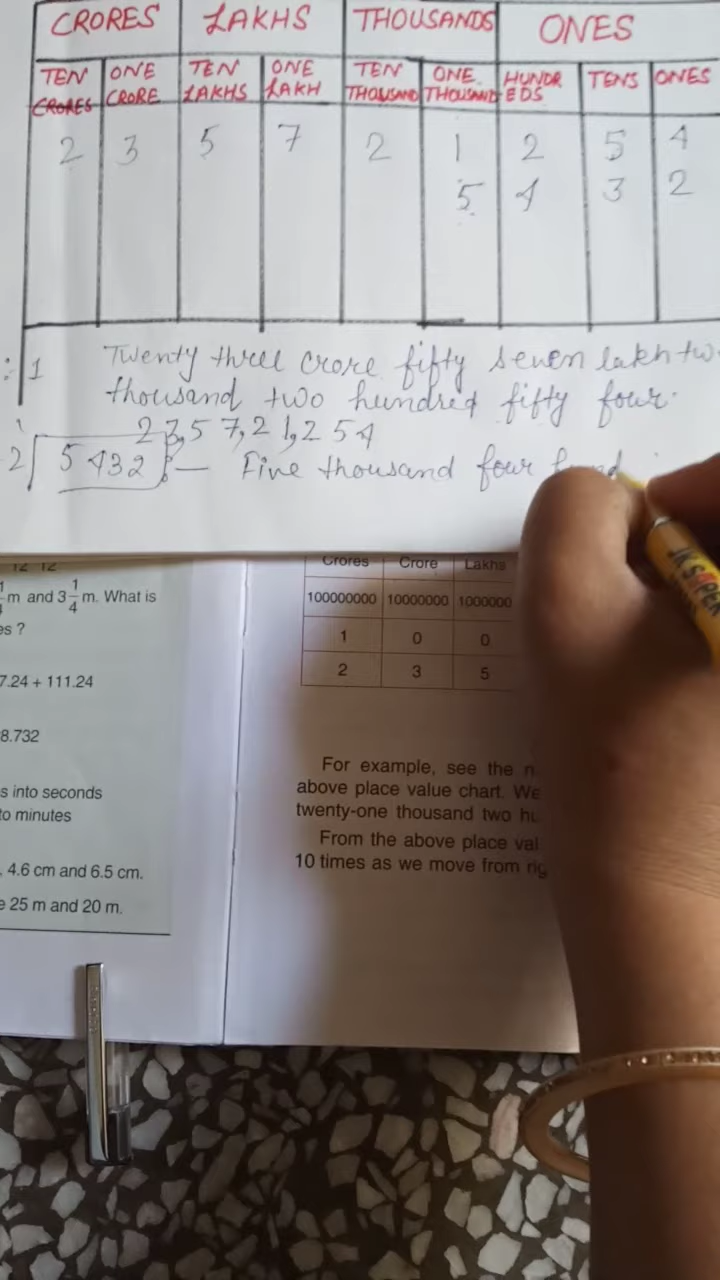 CRORES LAKHS THOUSANDS ONES
TEN CRORES ONE CRORE TEN LAKHS ONE LAKH TEN THOUSAND ONE THOUSAND HUNDREDS TENS ONES
2 3 5 7 2 1 2 5 4
5 4 3 2
:1 Twenty three crore fifty seven lakh
thousand two hundred fifty four.
23,57,21,254
2) 5432 :— Five thousand four
Crores Crore Lakhs
100000000 10000000 1000000
1 0 0
2 3 5
m and 3 1/4 m. What is
es ?
7.24 + 111.24
8.732
s into seconds
to minutes
. 4.6 cm and 6.5 cm.
e 25 m and 20 m.
For example, see the
above place value chart. We
twenty-one thousand two
From the above place
10 times as we move from
JK SUPER